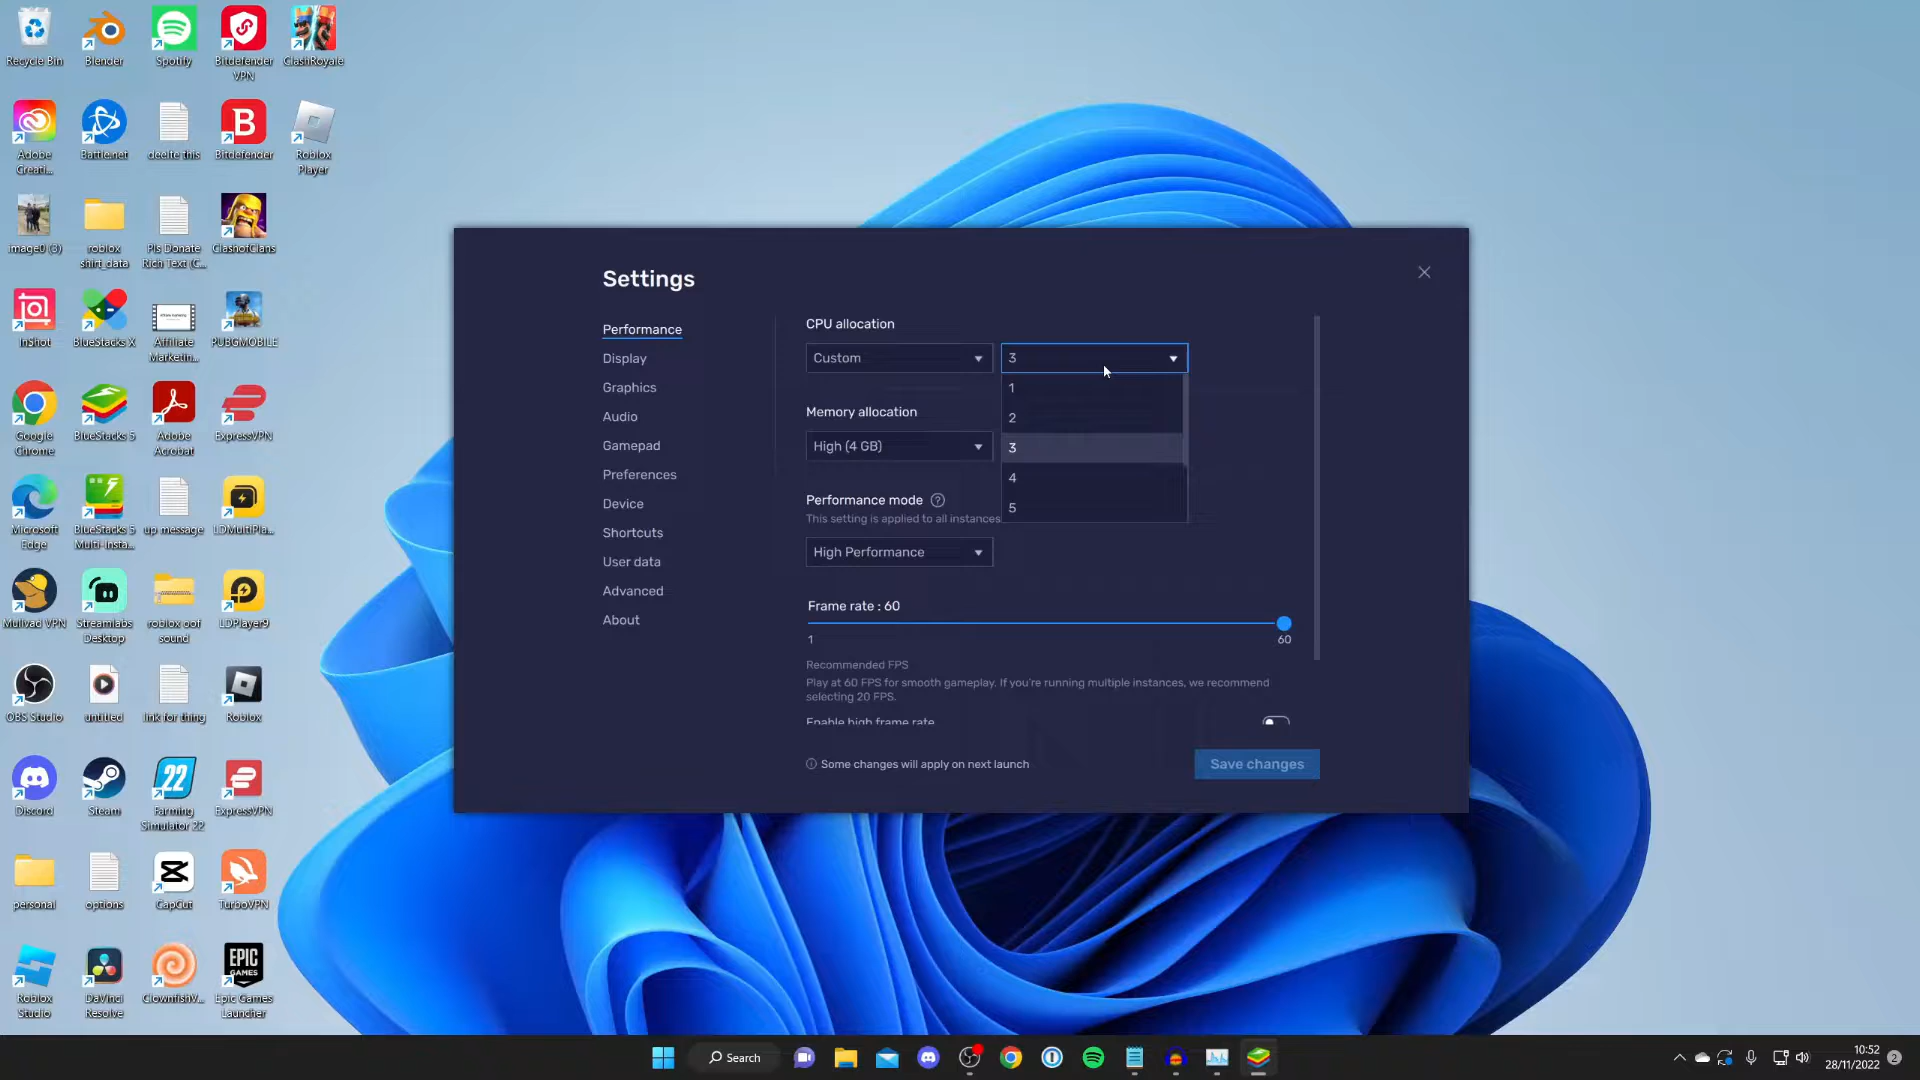 Recycle Bin
Blender
Spotify
Bitdefender
VPN
ClashRoyale
Adobe
Creati...
Battle.net
deelte this
Bitdefender
Roblox
Player
image0 (3)
roblox
shirt_data
Pls Donate
Rich Text (C...
ClashofClans
InShot
BlueStacks X
Affiliate
Marketin...
PUBGMOBILE
Google
Chrome
BlueStacks 5
Adobe
Acrobat
ExpressVPN
Microsoft
Edge
BlueStacks 5
Multi-Insta...
up message
LDMultiPla...
Mullvad VPN
Streamlabs
Desktop
roblox oof
sound
LDPlayer9
OBS Studio
untitled
link for thing
Roblox
Discord
Steam
22
Farming
Simulator 22
ExpressVPN
personal
options
CapCut
TurboVPN
Roblox
Studio
DaVinci
Resolve
ClownfishV...
EPIC
GAMES
Epic Games
Launcher
Settings
Performance
Display
Graphics
Audio
Gamepad
Preferences
Device
Shortcuts
User data
Advanced
About
CPU allocation
Custom
3
1
2
3
4
5
Memory allocation
High (4 GB)
Performance mode ?
This setting is applied to all instances
High Performance
Frame rate : 60
1
60
Recommended FPS
Play at 60 FPS for smooth gameplay. If you're running multiple instances, we recommend
selecting 20 FPS.
Enable high frame rate
Some changes will apply on next launch
Save changes
Search
10:52
28/11/2022
2